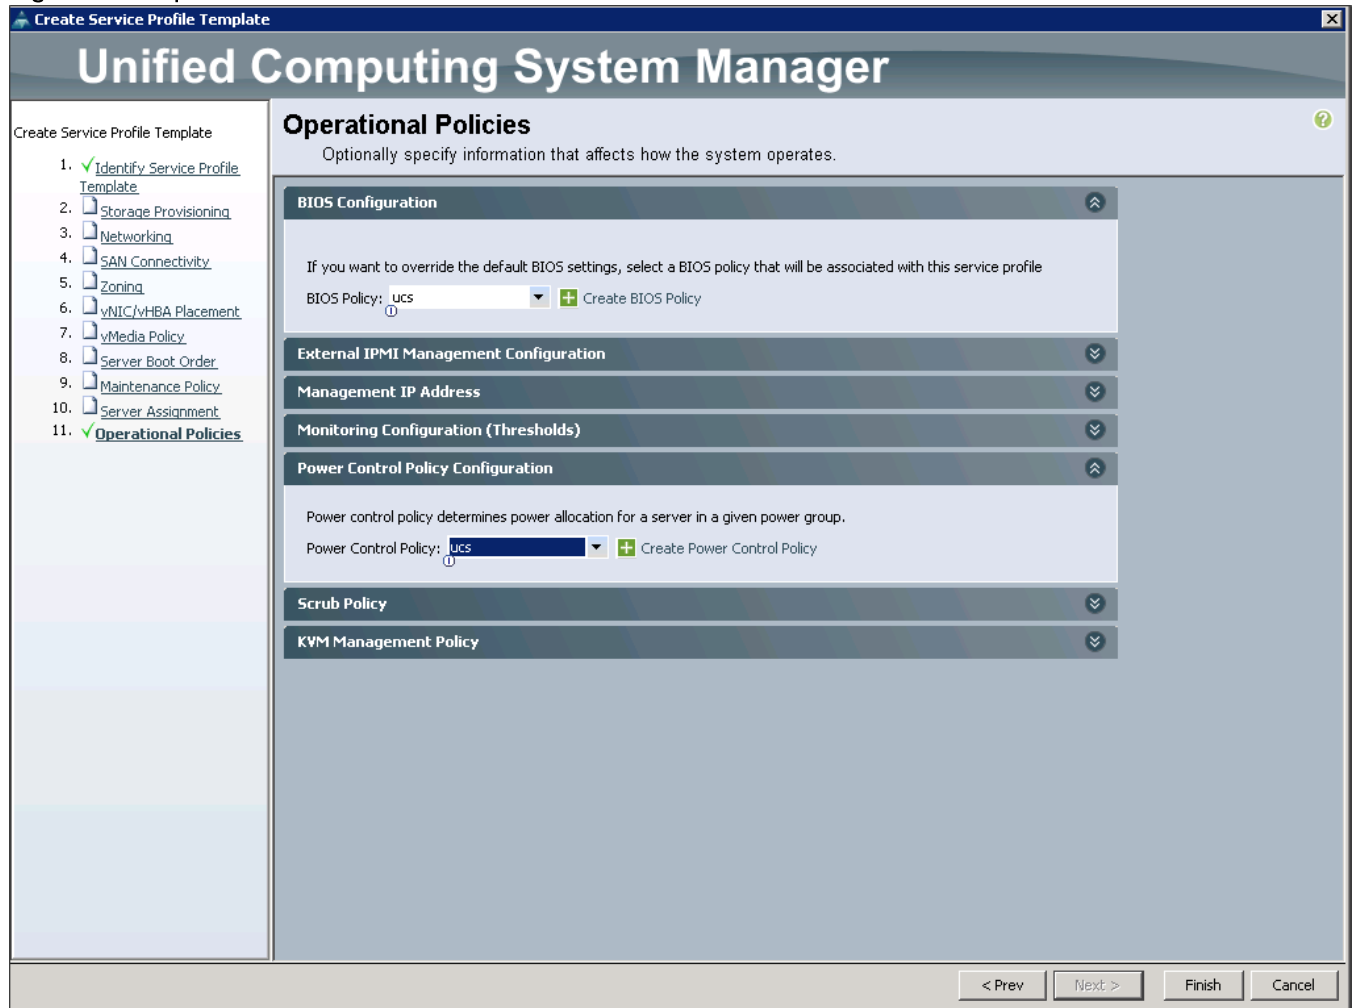 Create Service Profile Template
Unified Computing System Manager
Create Service Profile Template
1. Identify Service Profile
Template
2. Storage Provisioning
3. Networking
4. SAN Connectivity
5. Zoning
6. vNIC/vHBA Placement
7. vMedia Policy
8. Server Boot Order
9. Maintenance Policy
10. Server Assignment
11. Operational Policies
Operational Policies
Optionally specify information that affects how the system operates.
BIOS Configuration
If you want to override the default BIOS settings, select a BIOS policy that will be associated with this service profile
BIOS Policy: ucs Create BIOS Policy
External IPMI Management Configuration
Management IP Address
Monitoring Configuration (Thresholds)
Power Control Policy Configuration
Power control policy determines power allocation for a server in a given power group.
Power Control Policy: ucs Create Power Control Policy
Scrub Policy
KVM Management Policy
< Prev Next > Finish Cancel